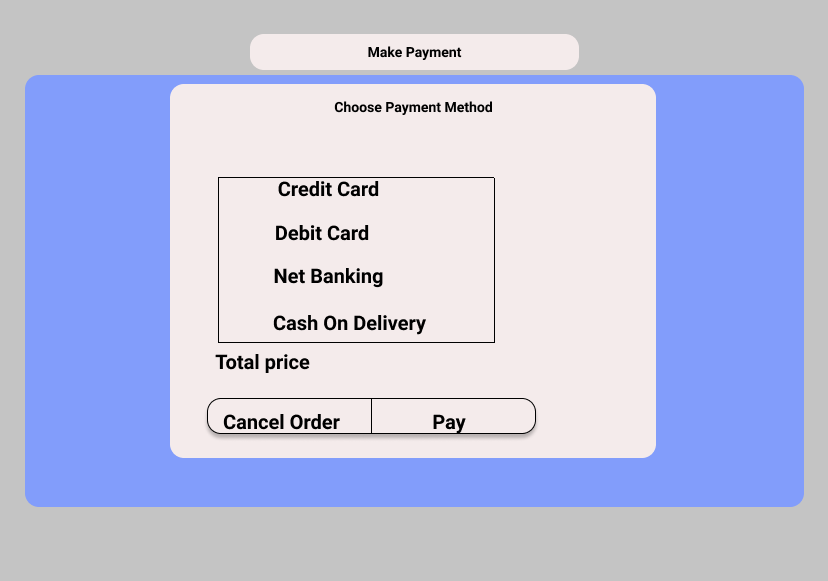 Make Payment
Choose Payment Method
Credit Card
Debit Card
Net Banking
Cash On Delivery
Total price
Cancel Order
Pay